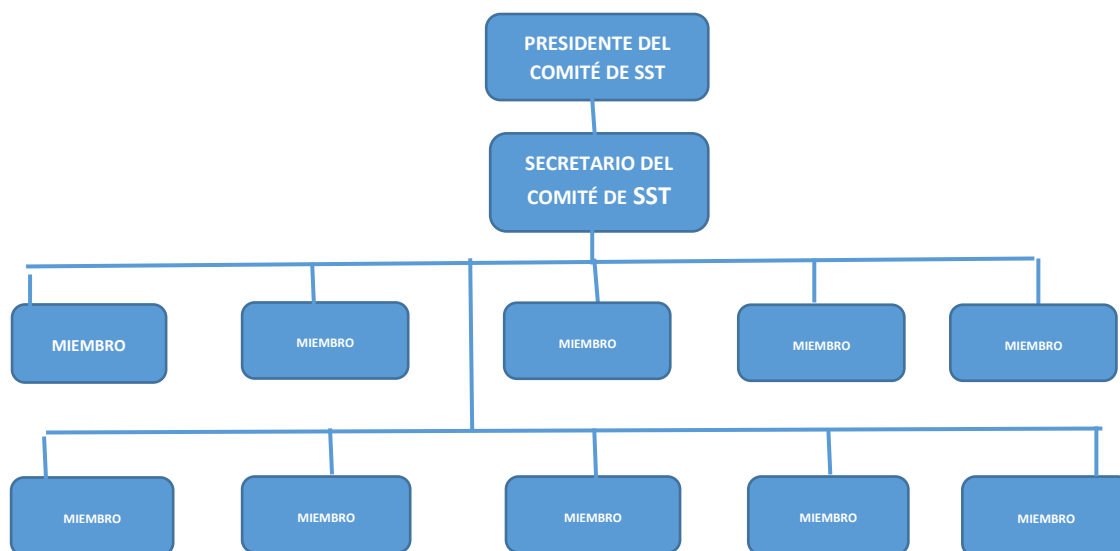 PRESIDENTE DEL
COMITÉ DE SST
SECRETARIO DEL
COMITÉ DE SST
MIEMBRO
MIEMBRO
MIEMBRO
MIEMBRO
MIEMBRO
MIEMBRO
MIEMBRO
MIEMBRO
MIEMBRO
MIEMBRO